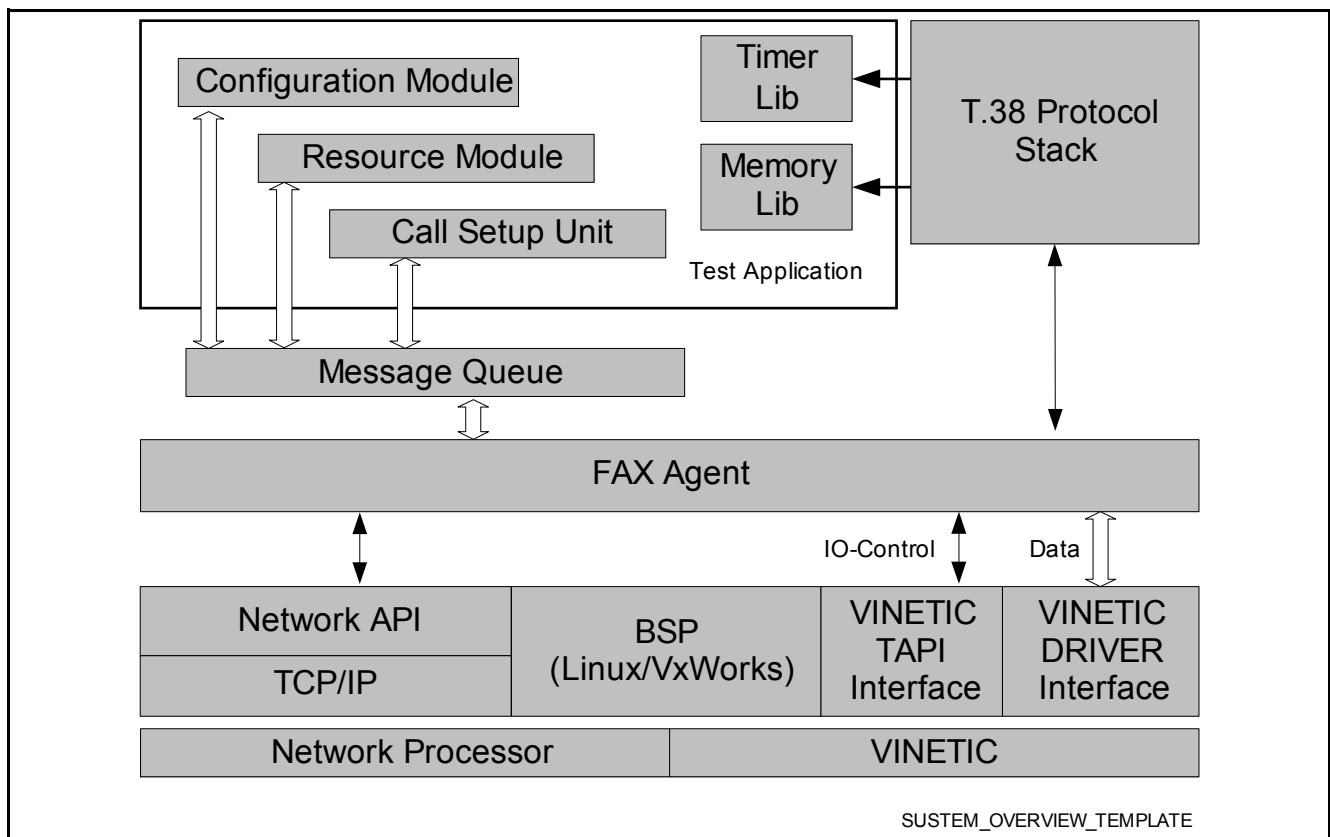 Configuration Module
Resource Module
Call Setup Unit
Timer
Lib
Memory
Lib
Test Application
T.38 Protocol
Stack
Message Queue
FAX Agent
IO-Control
Data
Network API
TCP/IP
BSP
(Linux/VxWorks)
VINETIC
TAPI
Interface
VINETIC
DRIVER
Interface
Network Processor
VINETIC
SUSTEM_OVERVIEW_TEMPLATE